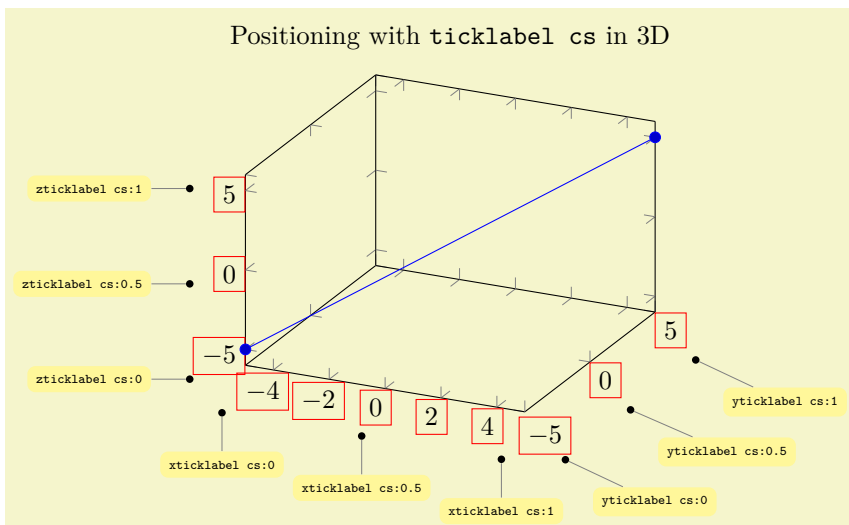 Positioning with ticklabel cs in 3D
zticklabel cs:1
5
zticklabel cs:0.5
0
5
−5
zticklabel cs:0
−4
−2
0
2
4
−5
0
yticklabel cs:1
yticklabel cs:0.5
xticklabel cs:0
xticklabel cs:0.5
yticklabel cs:0
xticklabel cs:1